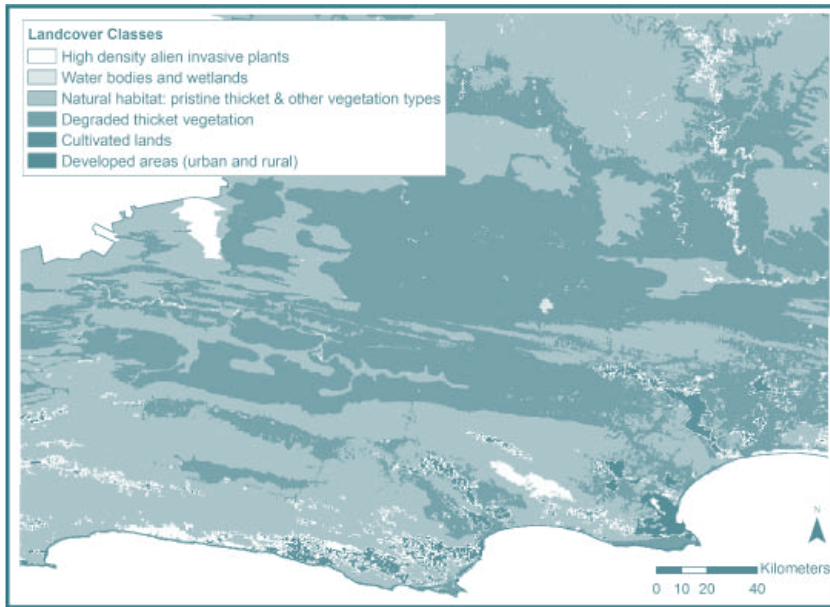 Landcover Classes
High density alien invasive plants
Water bodies and wetlands
Natural habitat: pristine thicket & other vegetation types
Degraded thicket vegetation
Cultivated lands
Developed areas (urban and rural)
N
Kilometers
0 10 20 40